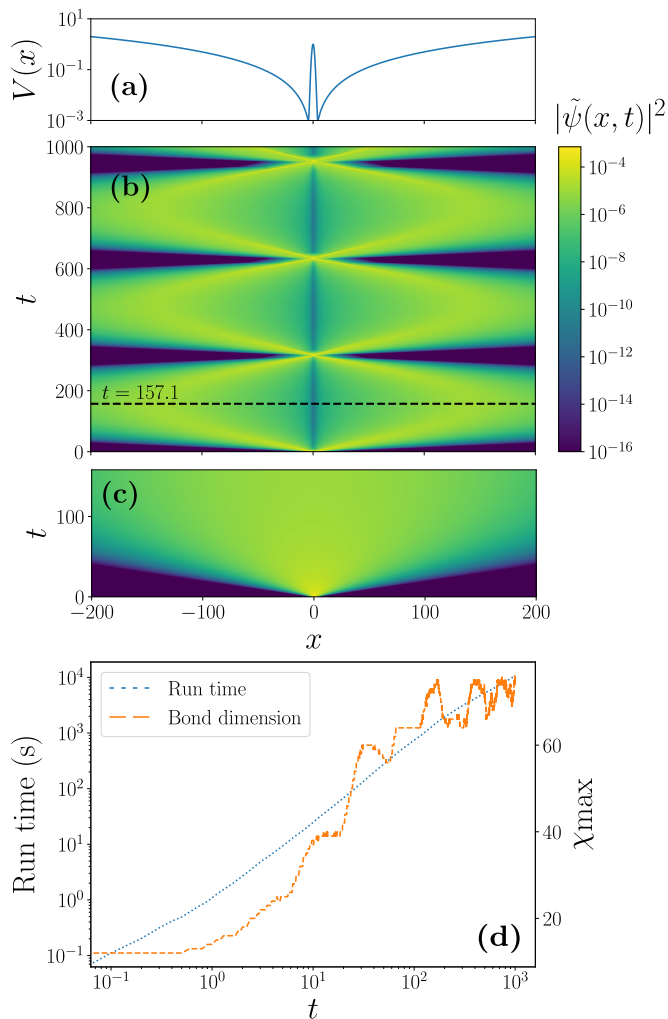 10^1
10^-1
10^-3
V(x)
(a)
|ψ̃(x, t)|^2
1000
800
600
400
200
0
t
(b)
t = 157.1
10^-4
10^-6
10^-8
10^-10
10^-12
10^-14
10^-16
(c)
100
0
t
−200
−100
0
100
200
x
10^4
10^3
10^2
10^1
10^0
10^-1
Run time (s)
Run time
Bond dimension
60
40
20
χmax
(d)
10^-1
10^0
10^1
10^2
10^3
t